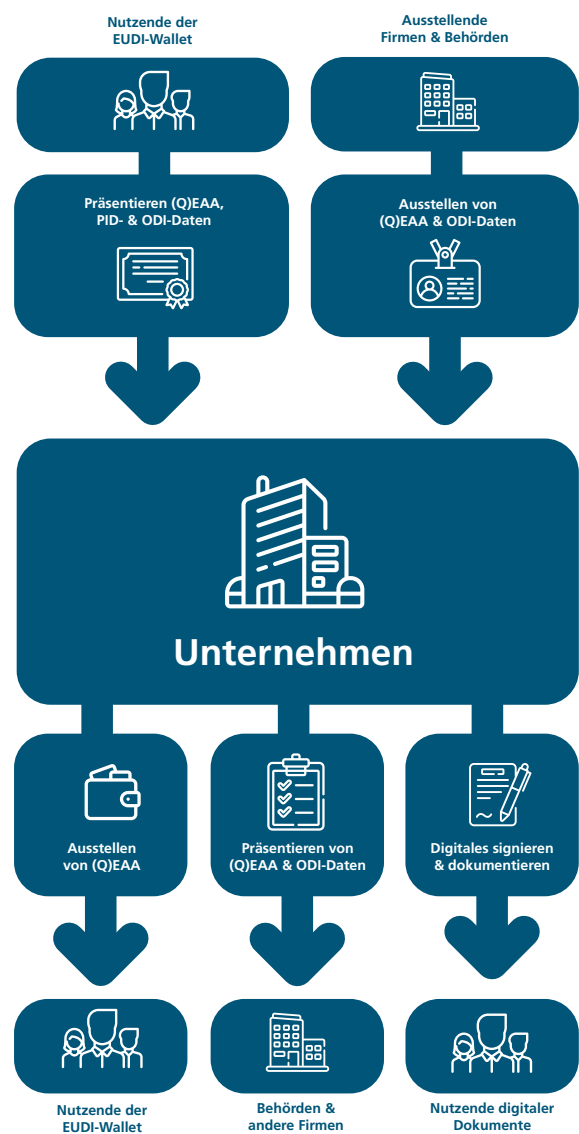 Nutzende der
EUDI-Wallet
Ausstellende
Firmen & Behörden
Präsentieren (Q)EAA,
PID- & ODI-Daten
Ausstellen von
(Q)EAA & ODI-Daten
Unternehmen
Ausstellen
von (Q)EAA
Präsentieren von
(Q)EAA & ODI-Daten
Digitales signieren
& dokumentieren
Nutzende der
EUDI-Wallet
Behörden &
andere Firmen
Nutzende digitaler
Dokumente